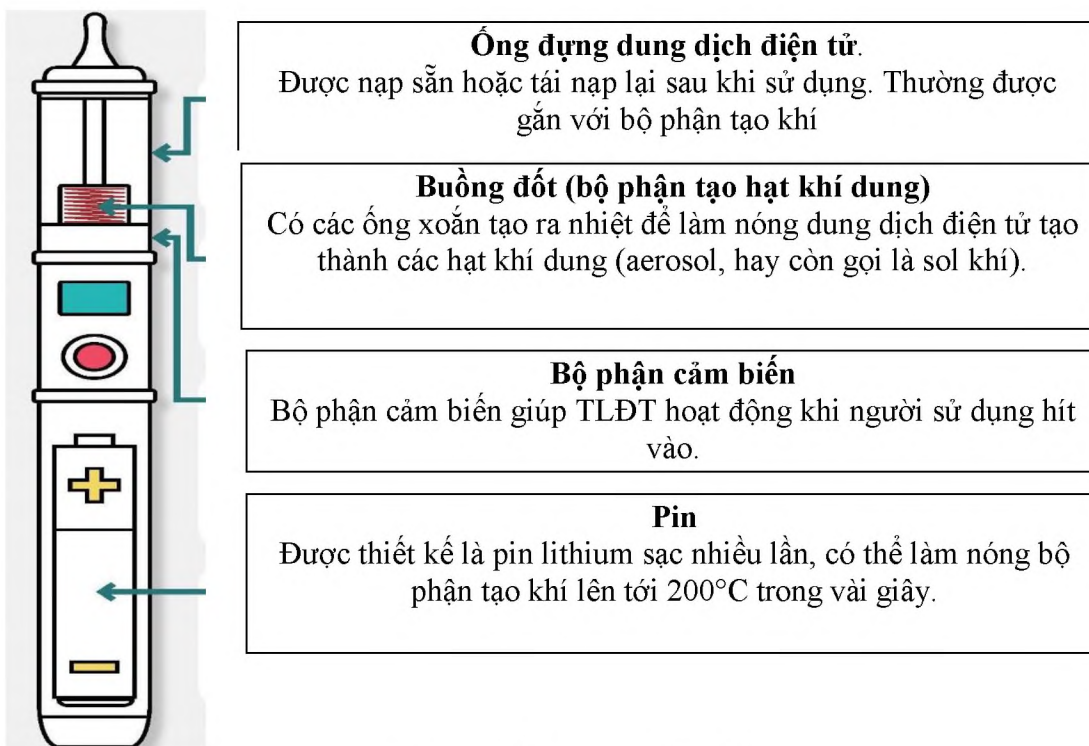 Ống đựng dung dịch điện tử.
Được nạp sẵn hoặc tái nạp lại sau khi sử dụng. Thường được
gắn với bộ phận tạo khí
Buồng đốt (bộ phận tạo hạt khí dung)
Có các ống xoắn tạo ra nhiệt để làm nóng dung dịch điện tử tạo
thành các hạt khí dung (aerosol, hay còn gọi là sol khí).
Bộ phận cảm biến
Bộ phận cảm biến giúp TLĐT hoạt động khi người sử dụng hít
vào.
Pin
Được thiết kế là pin lithium sạc nhiều lần, có thể làm nóng bộ
phận tạo khí lên tới 200°C trong vài giây.